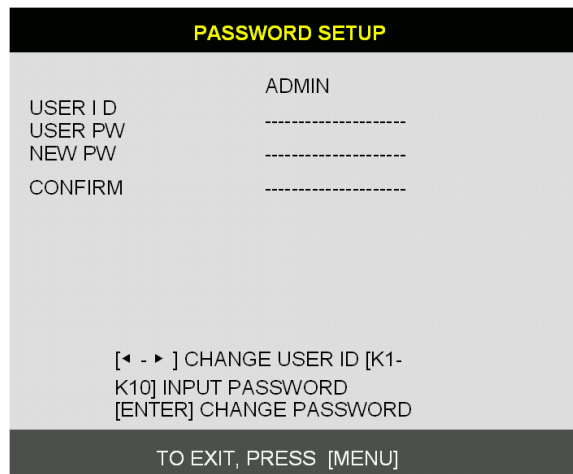 PASSWORD SETUP
ADMIN
USER I D
USER PW ---------------------
NEW PW ---------------------
CONFIRM ---------------------
[◄ - ► ] CHANGE USER ID [K1-
K10] INPUT PASSWORD
[ENTER] CHANGE PASSWORD
TO EXIT, PRESS [MENU]